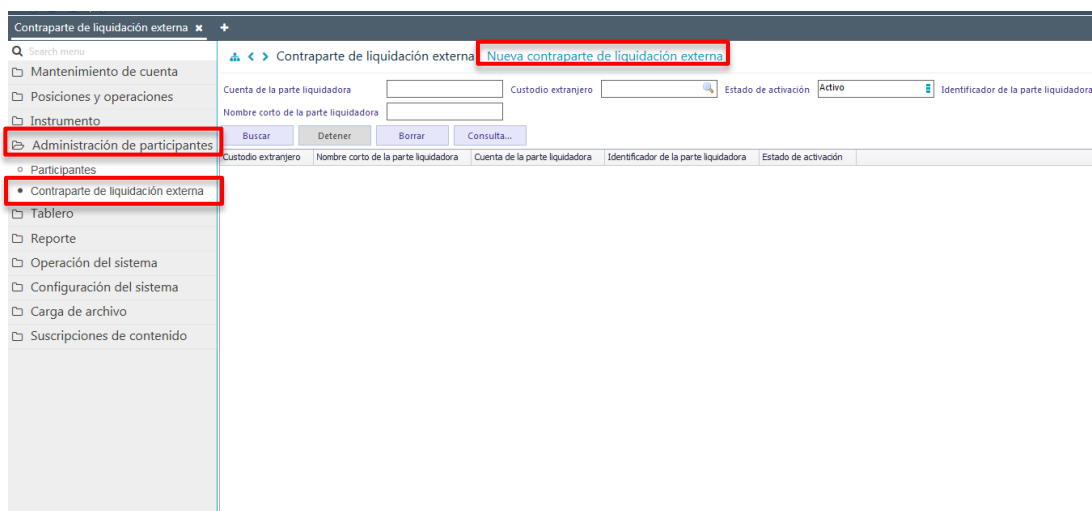 Contraparte de liquidación externa × +
Search menu
Contraparte de liquidación externa Nueva contraparte de liquidación externa
Mantenimiento de cuenta
Posiciones y operaciones
Instrumento
Administración de participantes
Participantes
Contraparte de liquidación externa
Tablero
Reporte
Operación del sistema
Configuración del sistema
Carga de archivo
Suscripciones de contenido
Cuenta de la parte liquidadora Custodio extranjero Estado de activación Activo Identificador de la parte liquidadora
Nombre corto de la parte liquidadora
Buscar Detener Borrar Consulta...
Custodio extranjero Nombre corto de la parte liquidadora Cuenta de la parte liquidadora Identificador de la parte liquidadora Estado de activación